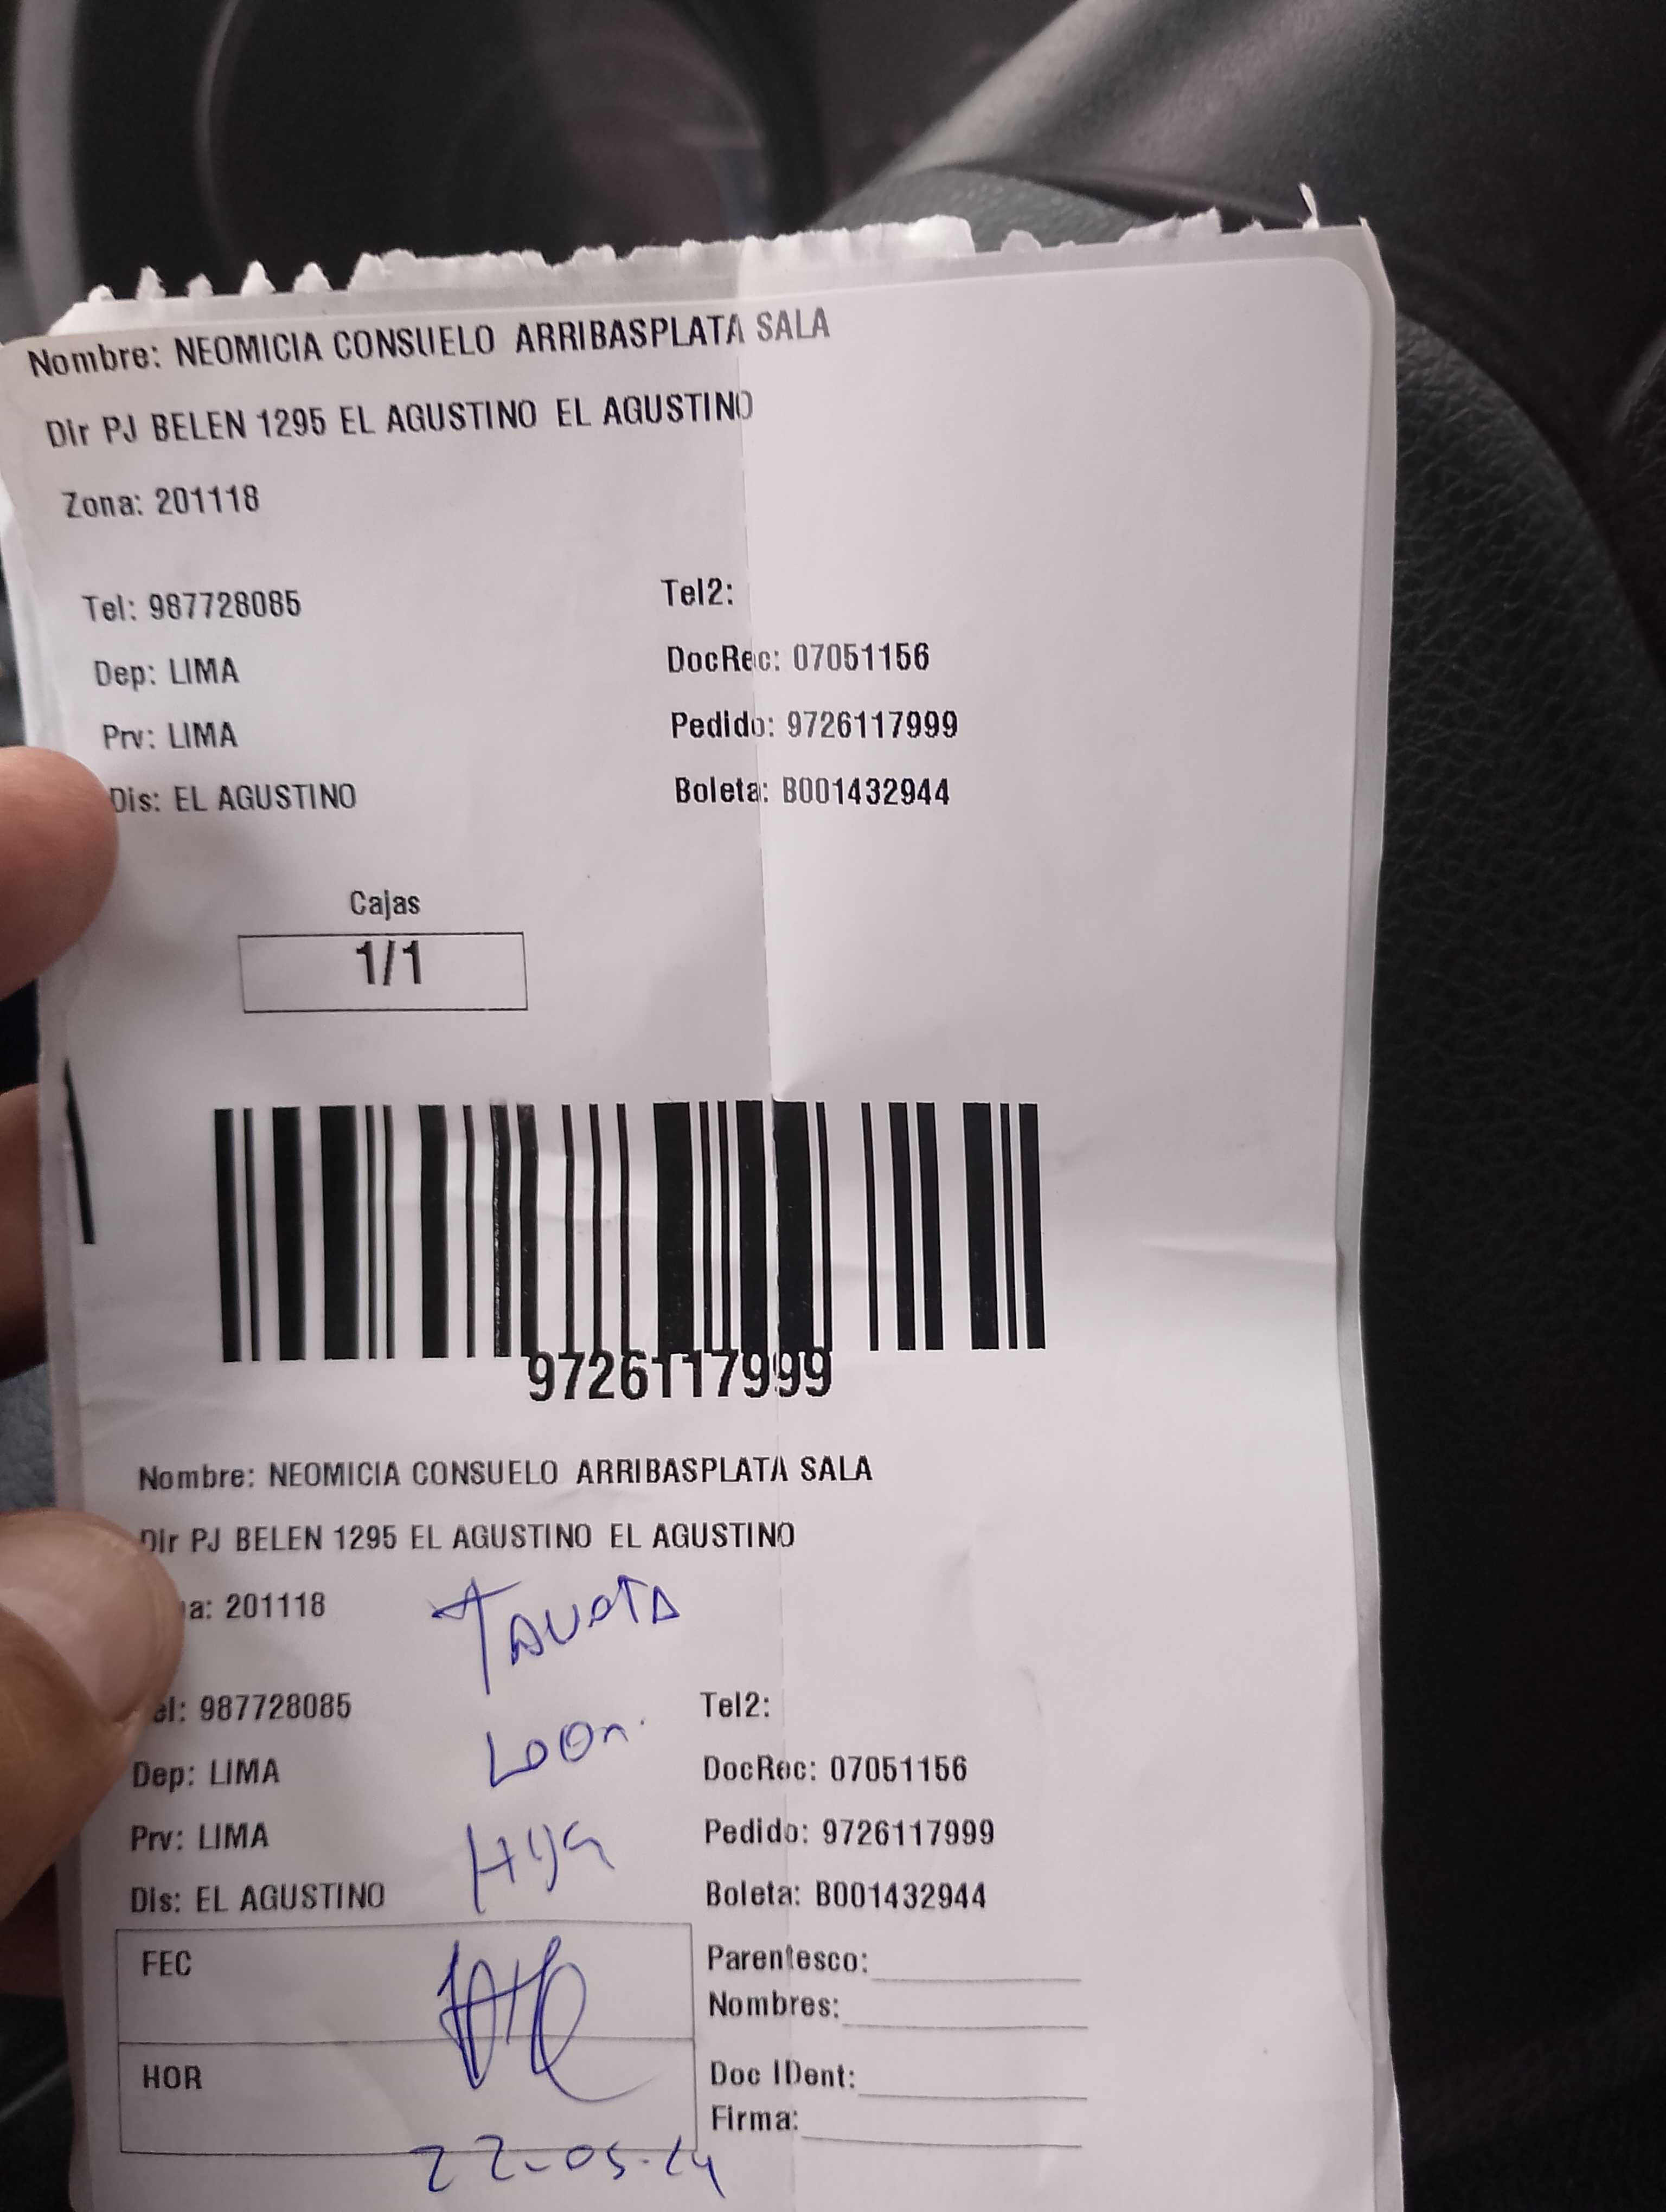 Nombre: NEOMICIA CONSUELO ARRIBASPLATA SALA
Dir PJ BELEN 1295 EL AGUSTINO EL AGUSTINO
Zona: 201118
Tel: 987728085 Tel2:
Dep: LIMA DocRec: 07051156
Prv: LIMA Pedido: 9726117999
Dis: EL AGUSTINO Boleta: B001432944
Cajas
1/1
9726117999
Nombre: NEOMICIA CONSUELO ARRIBASPLATA SALA
Dir PJ BELEN 1295 EL AGUSTINO EL AGUSTINO
a: 201118
el: 987728085 Tel2:
Dep: LIMA DocRec: 07051156
Prv: LIMA Pedido: 9726117999
Hija
Dis: EL AGUSTINO Boleta: B001432944
FEC Parentesco:
Nombres:
HOR Doc IDent:
Firma:
22-05-24